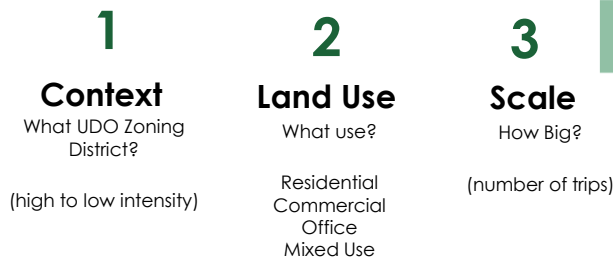 1
Context
What UDO Zoning
District?
(high to low intensity)
2
Land Use
What use?
Residential
Commercial
Office
Mixed Use
3
Scale
How Big?
(number of trips)